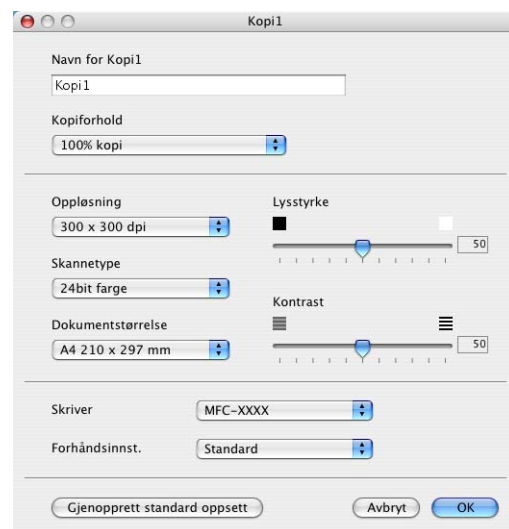 Kopi1
Navn for Kopi1
Kopi1
Kopiforhold
100% kopi
Oppløsning
300 x 300 dpi
Skannetype
24bit farge
Dokumentstørrelse
A4 210 x 297 mm
Lysstyrke
50
Kontrast
50
Skriver
MFC-XXXX
Forhåndsinnst.
Standard
Gjenopprett standard oppsett
Avbryt
OK